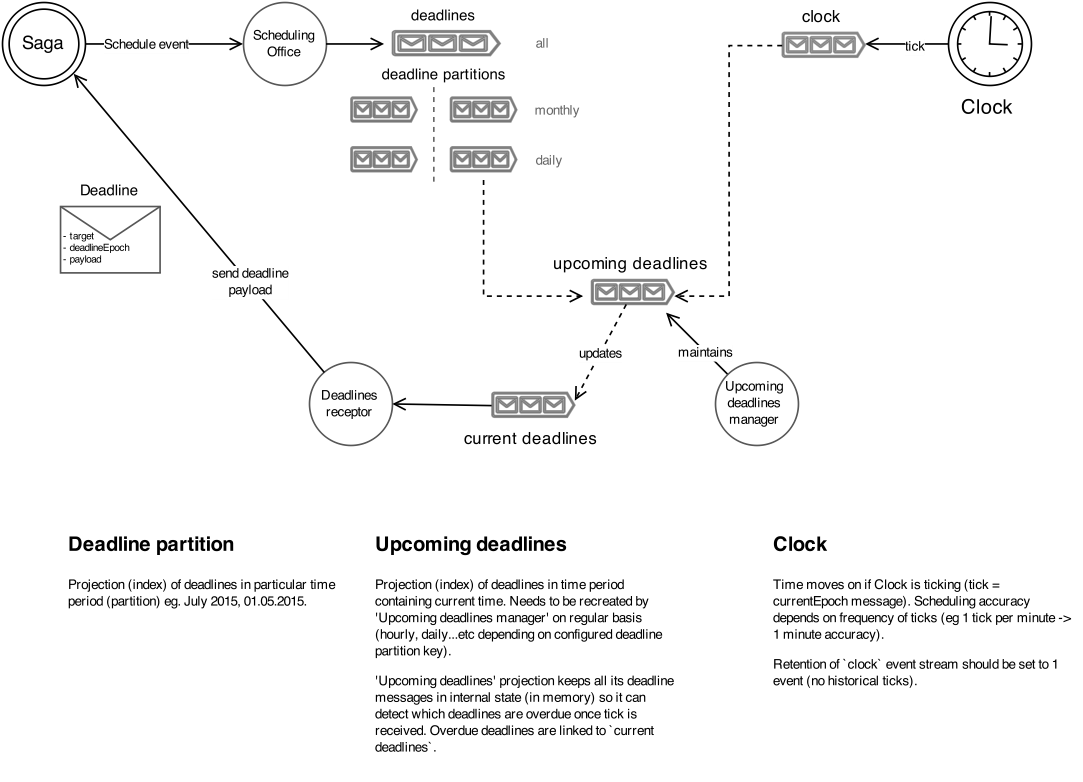 Saga
Schedule event
Scheduling
Office
deadlines
all
deadline partitions
monthly
daily
clock
tick
Clock
Deadline
- target
- deadlineEpoch
- payload
send deadline
payload
upcoming deadlines
updates
maintains
Deadlines
receptor
current deadlines
Upcoming
deadlines
manager
Deadline partition
Projection (index) of deadlines in particular time
period (partition) eg. July 2015, 01.05.2015.
Upcoming deadlines
Projection (index) of deadlines in time period
containing current time. Needs to be recreated by
'Upcoming deadlines manager' on regular basis
(hourly, daily...etc depending on configured deadline
partition key).
'Upcoming deadlines' projection keeps all its deadline
messages in internal state (in memory) so it can
detect which deadlines are overdue once tick is
received. Overdue deadlines are linked to `current
deadlines`.
Clock
Time moves on if Clock is ticking (tick =
currentEpoch message). Scheduling accuracy
depends on frequency of ticks (eg 1 tick per minute ->
1 minute accuracy).
Retention of `clock` event stream should be set to 1
event (no historical ticks).